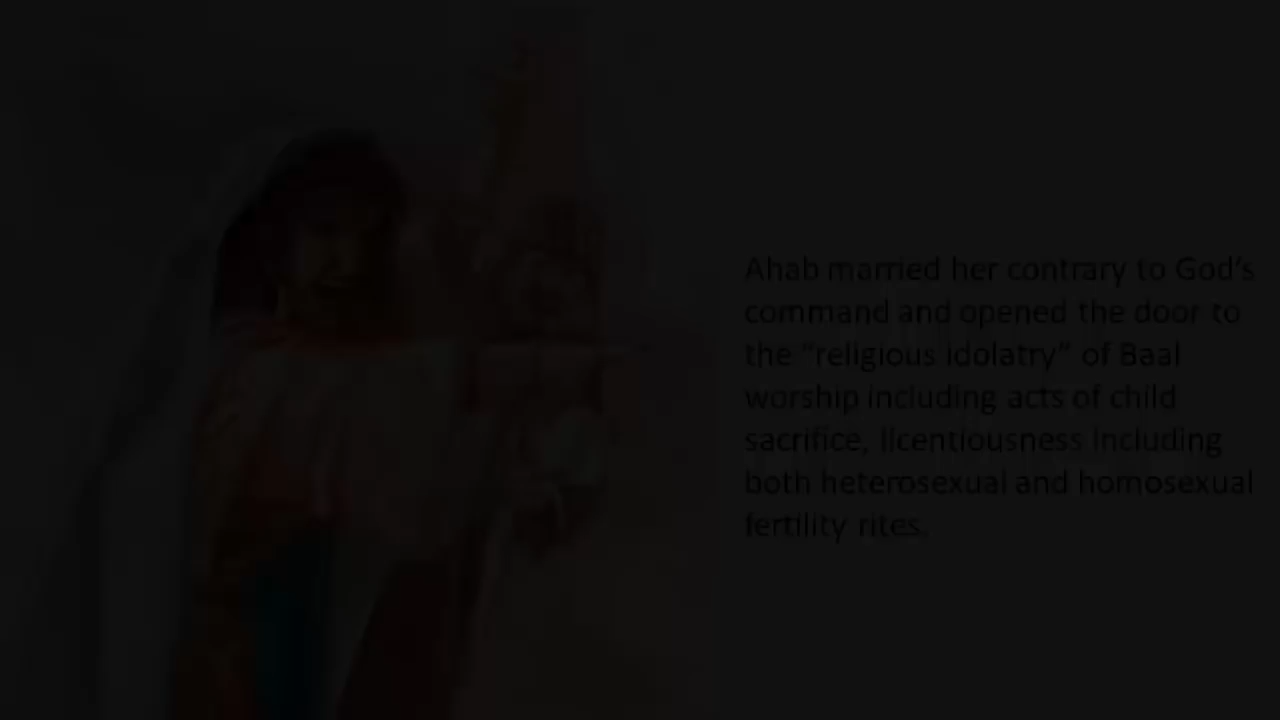 Ahab married her contrary to God's
command and opened the door to
the “religious idolatry” of Baal
worship including acts of child
sacrifice, licentiousness including
both heterosexual and homosexual
fertility rites.